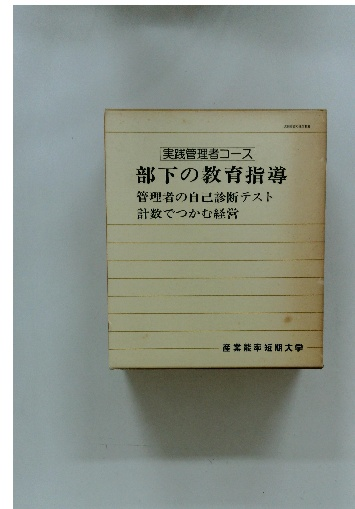 実践管理者コース
部下の教育指導
管理者の自己診断テスト
計数でつかむ経営
産業能率短期大学